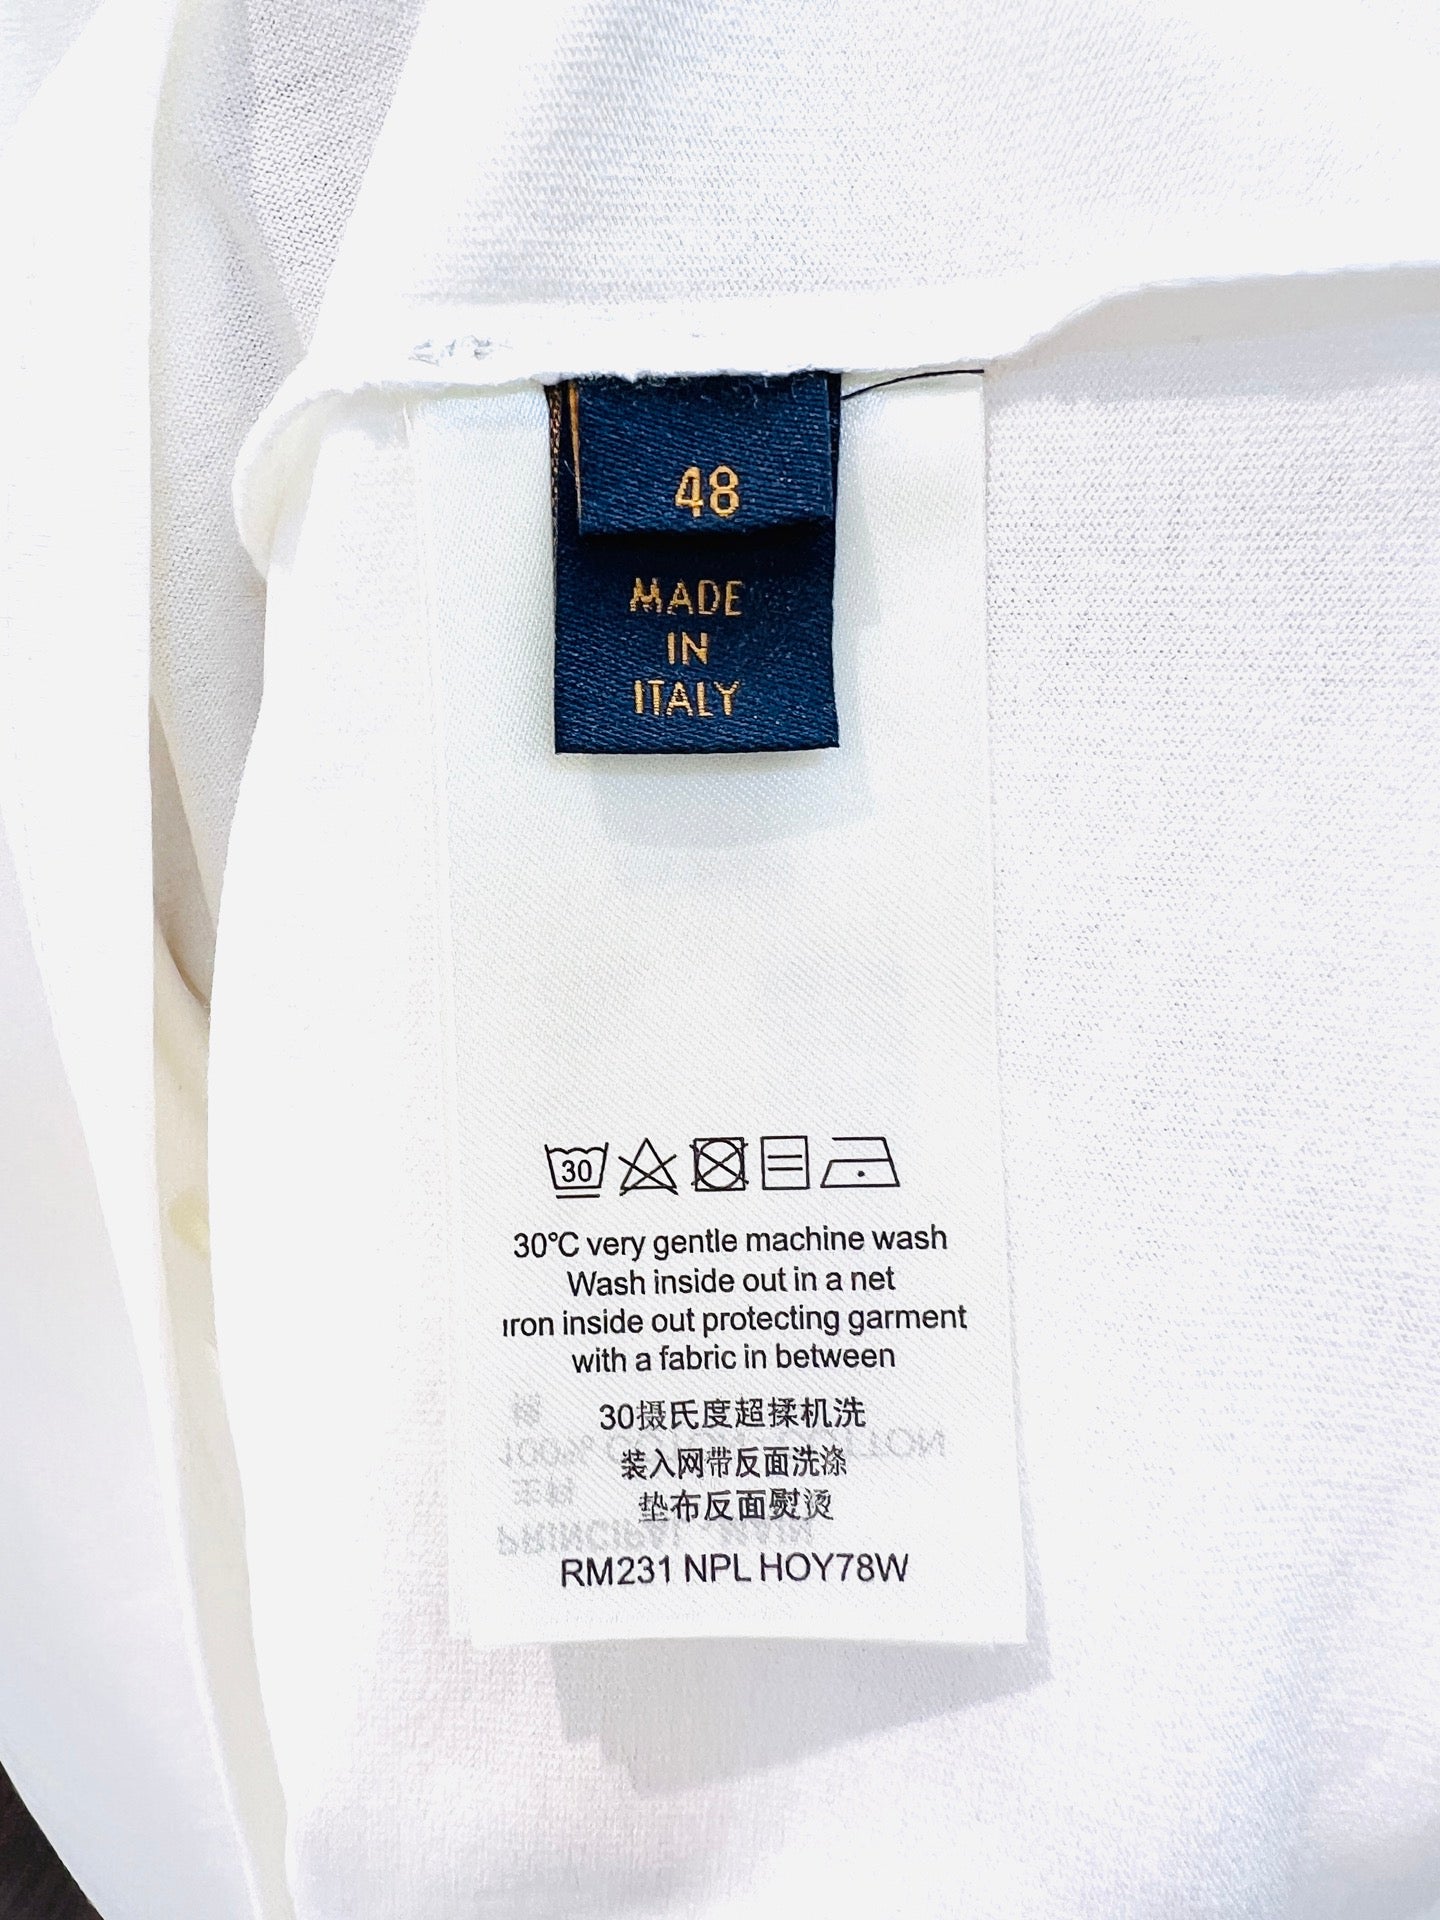 48
MADE
IN
ITALY
30
30°C very gentle machine wash
Wash inside out in a net
Iron inside out protecting garment
with a fabric in between
30摄氏度超揉机洗
装入网带反面洗涤
垫布反面熨烫
RM231 NPL HOY78W